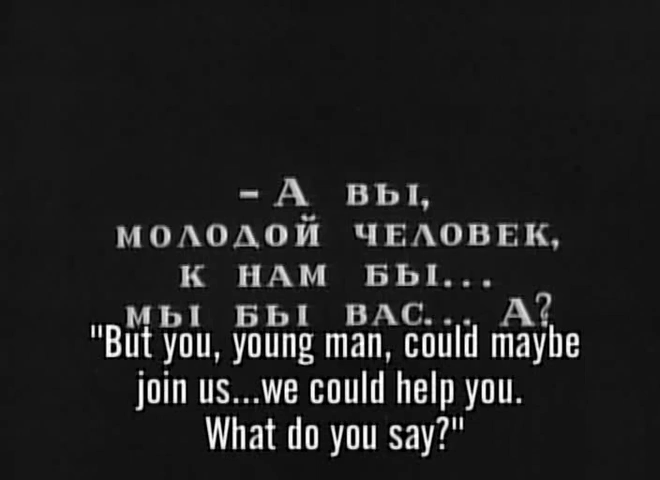 – А ВЫ,
МОЛОДОЙ ЧЕЛОВЕК,
К НАМ БЫ...
МЫ БЫ ВАС... А?
"But you, young man, could maybe
join us...we could help you.
What do you say?"